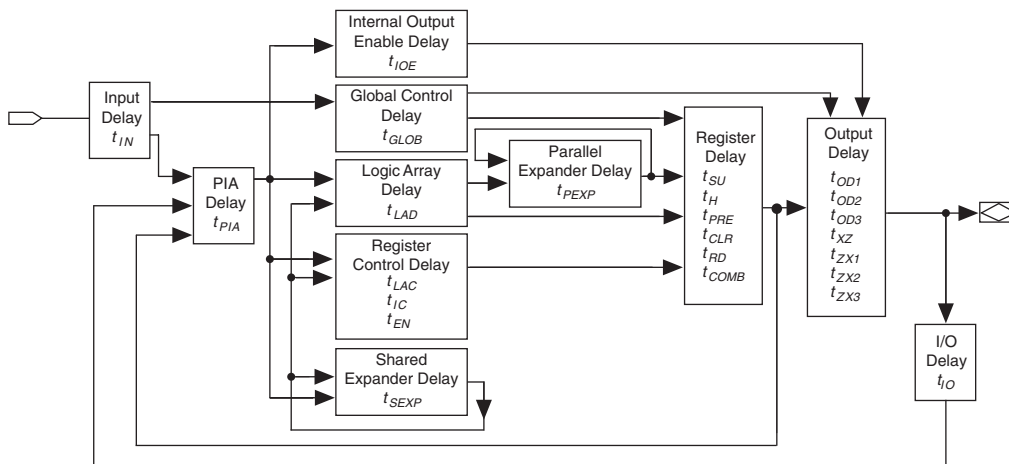 Internal Output
Enable Delay
tIOE
Input
Delay
tIN
Global Control
Delay
tGLOB
Register
Delay
tSU
tH
tPRE
tCLR
tRD
tCOMB
Output
Delay
tOD1
tOD2
tOD3
tXZ
tZX1
tZX2
tZX3
PIA
Delay
tPIA
Logic Array
Delay
tLAD
Parallel
Expander Delay
tPEXP
Register
Control Delay
tLAC
tIC
tEN
I/O
Delay
tIO
Shared
Expander Delay
tSEXP